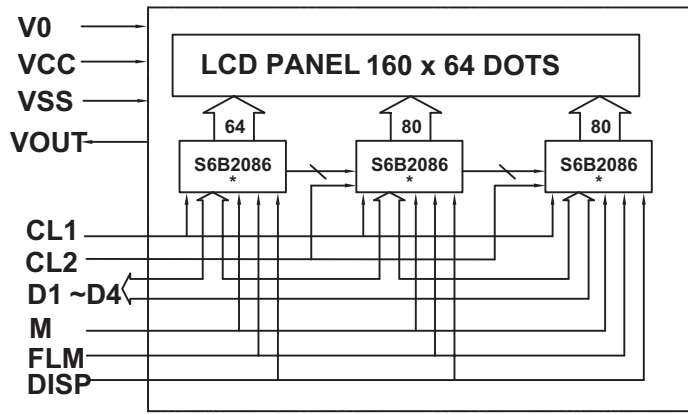 V0
VCC
VSS
VOUT
LCD PANEL 160 x 64 DOTS
64
80
80
S6B2086
*
S6B2086
*
S6B2086
*
CL1
CL2
D1 ~D4
M
FLM
DISP